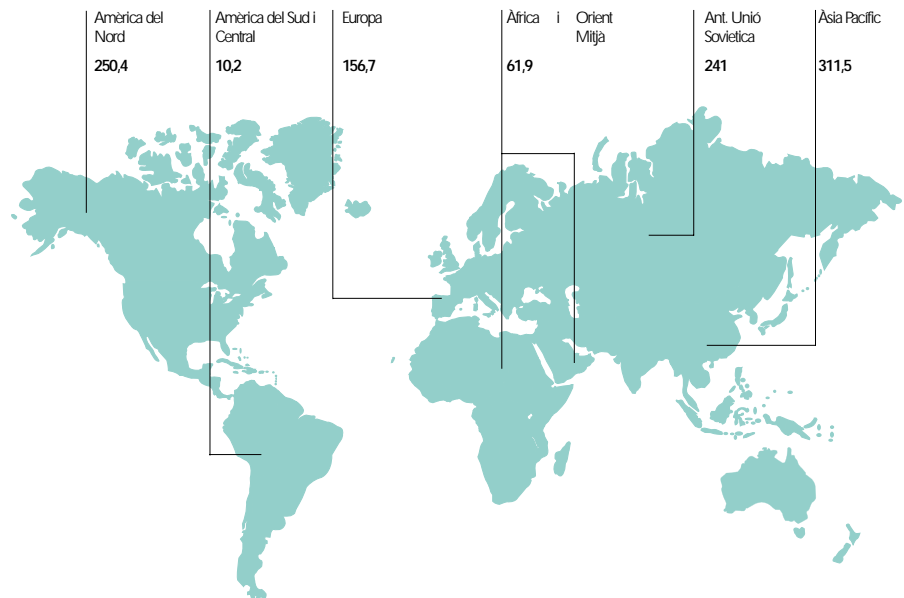 Amèrica del
Nord
250,4
Amèrica del Sud i
Central
10,2
Europa
156,7
Àfrica i Orient
Mitjà
61,9
Ant. Unió
Sovietica
241
Àsia Pacífic
311,5